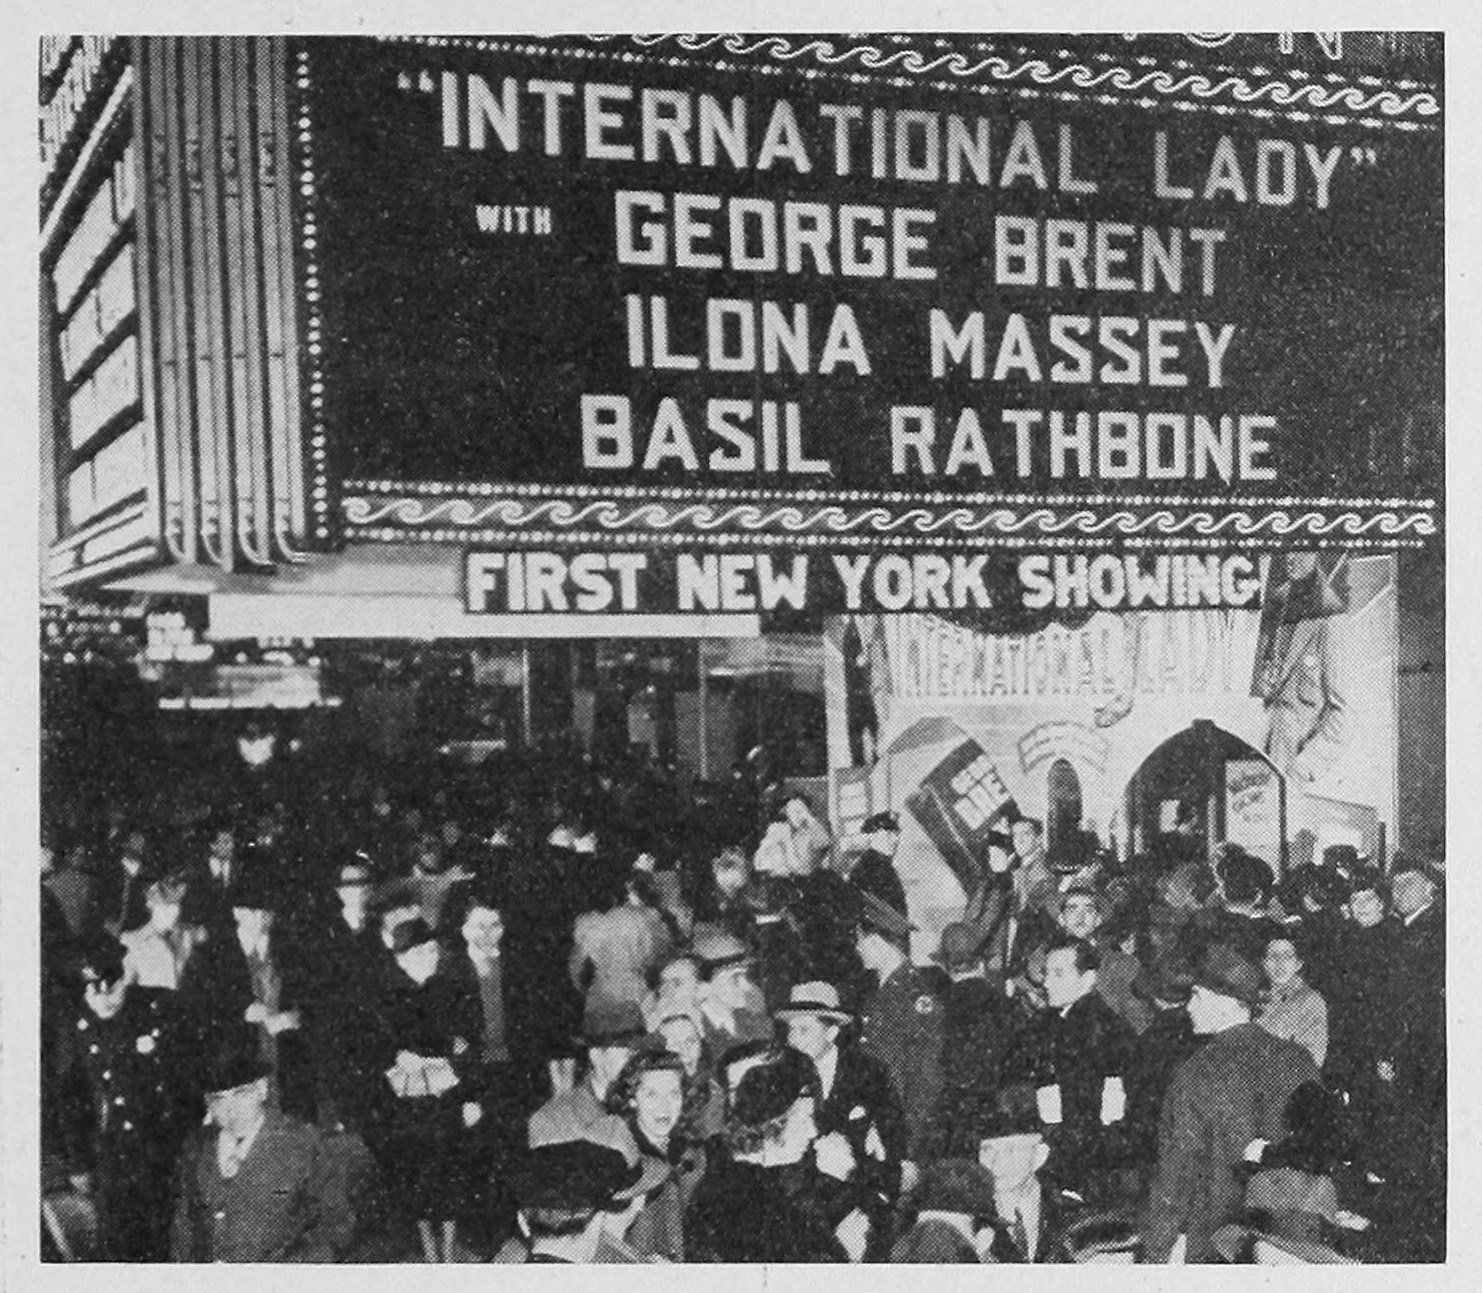 "INTERNATIONAL LADY"
WITH GEORGE BRENT
ILONA MASSEY
BASIL RATHBONE
FIRST NEW YORK SHOWING
INTERNATIONAL LADY